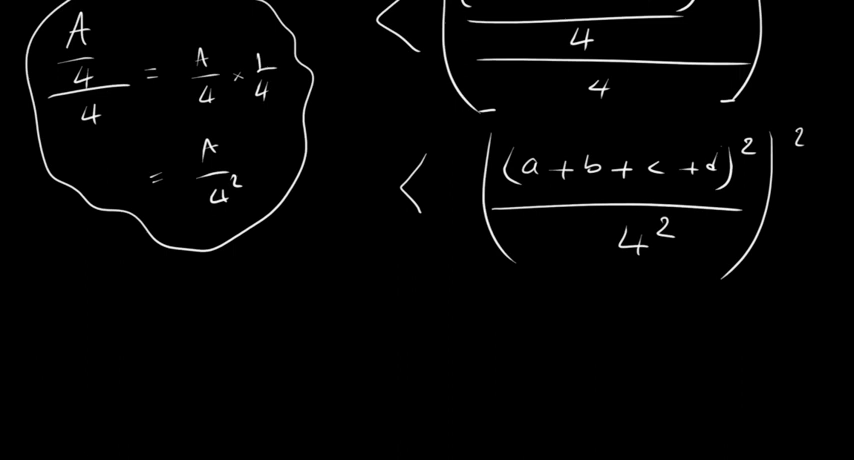 A/4/4 = A/4 × 1/4
= A/4²
< ( ( ) / 4 / 4 )
< ((a+b+c+d)²/4²)²